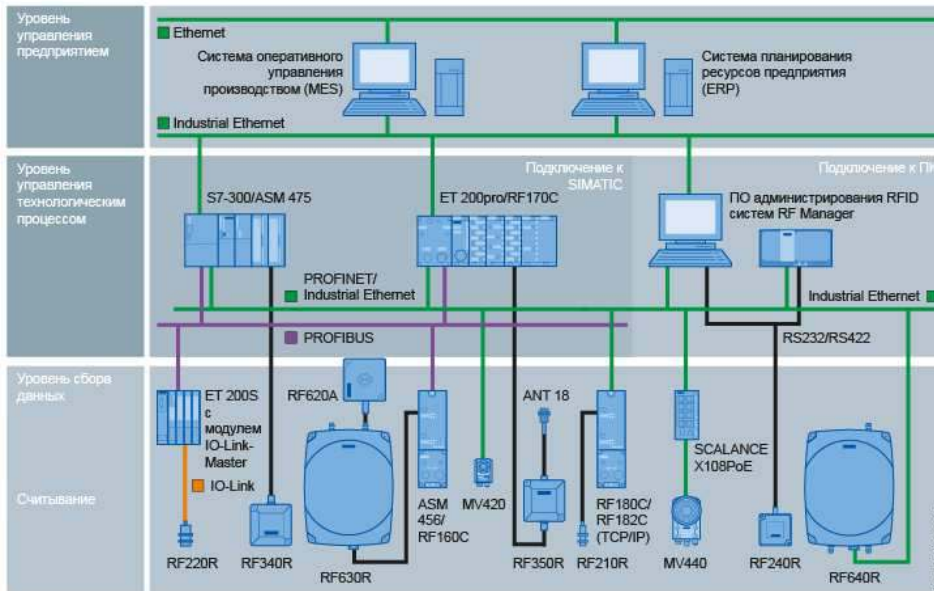 Уровень
управления
предприятием
Ethernet
Система оперативного
управления
производством (MES)
Система планирования
ресурсов предприятия
(ERP)
Industrial Ethernet
Уровень
управления
технологическим
процессом
Подключение к
SIMATIC
Подключение к ПК
S7-300/ASM 475
ET 200pro/RF170C
ПО администрирования RFID
систем RF Manager
PROFINET/
Industrial Ethernet
Industrial Ethernet
PROFIBUS
RS232/RS422
Уровень сбора
данных
Считывание
ET 200S
с
модулем
IO-Link-
Master
IO-Link
RF620A
ANT 18
SCALANCE
X108PoE
ASM
456/
RF160C
MV420
RF180C/
RF182C
(TCP/IP)
RF220R
RF340R
RF630R
RF350R
RF210R
MV440
RF240R
RF640R